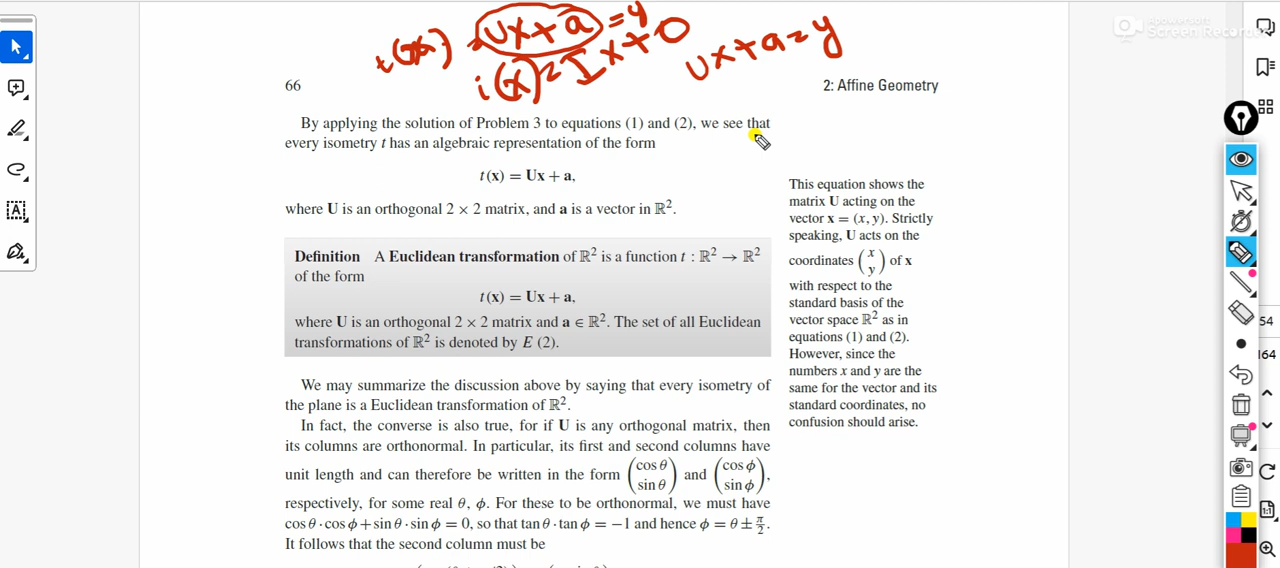 t(x) = Ux + a = y
i(x) = I x + 0
Ux + a = y
Apowersoft
Screen Recorder
66
2: Affine Geometry
By applying the solution of Problem 3 to equations (1) and (2), we see that
every isometry t has an algebraic representation of the form
t(x) = Ux + a,
where U is an orthogonal 2 × 2 matrix, and a is a vector in ℝ².
Definition A Euclidean transformation of ℝ² is a function t : ℝ² → ℝ²
of the form
t(x) = Ux + a,
where U is an orthogonal 2 × 2 matrix and a ∈ ℝ². The set of all Euclidean
transformations of ℝ² is denoted by E (2).
We may summarize the discussion above by saying that every isometry of
the plane is a Euclidean transformation of ℝ².
In fact, the converse is also true, for if U is any orthogonal matrix, then
its columns are orthonormal. In particular, its first and second columns have
unit length and can therefore be written in the form (cos θ sin θ) and (cos ϕ sin ϕ),
respectively, for some real θ, ϕ. For these to be orthonormal, we must have
cos θ · cos ϕ + sin θ · sin ϕ = 0, so that tan θ · tan ϕ = −1 and hence ϕ = θ ± π/2.
It follows that the second column must be
This equation shows the
matrix U acting on the
vector x = (x, y). Strictly
speaking, U acts on the
coordinates (x y) of x
with respect to the
standard basis of the
vector space ℝ² as in
equations (1) and (2).
However, since the
numbers x and y are the
same for the vector and its
standard coordinates, no
confusion should arise.
54
164
1:1